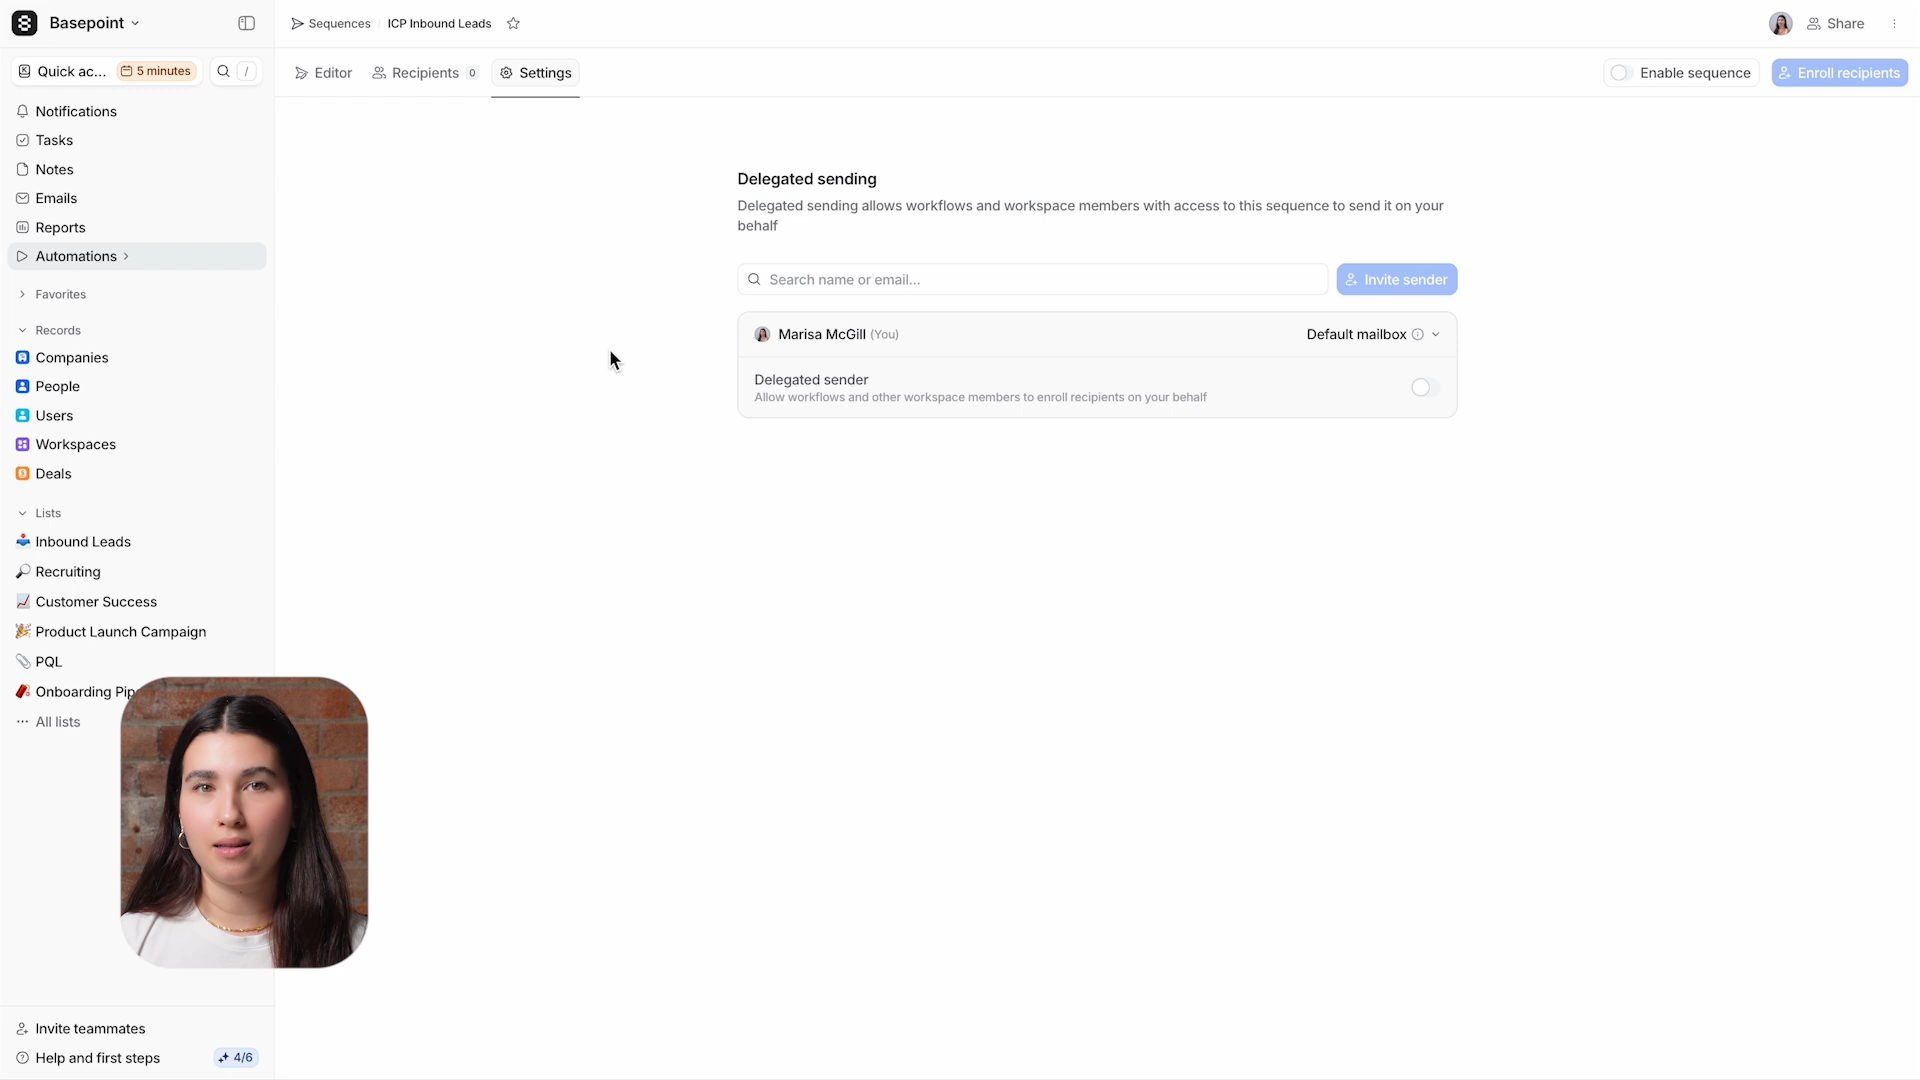 Basepoint
Sequences / ICP Inbound Leads
Share
Quick ac... 5 minutes /
Editor
Recipients 0
Settings
Enable sequence
Enroll recipients
Notifications
Tasks
Notes
Emails
Reports
Automations
Favorites
Records
Companies
People
Users
Workspaces
Deals
Lists
Inbound Leads
Recruiting
Customer Success
Product Launch Campaign
PQL
Onboarding Pip
All lists
Invite teammates
Help and first steps 4/6
Delegated sending
Delegated sending allows workflows and workspace members with access to this sequence to send it on your
behalf
Search name or email...
Invite sender
Marisa McGill (You)
Default mailbox
Delegated sender
Allow workflows and other workspace members to enroll recipients on your behalf